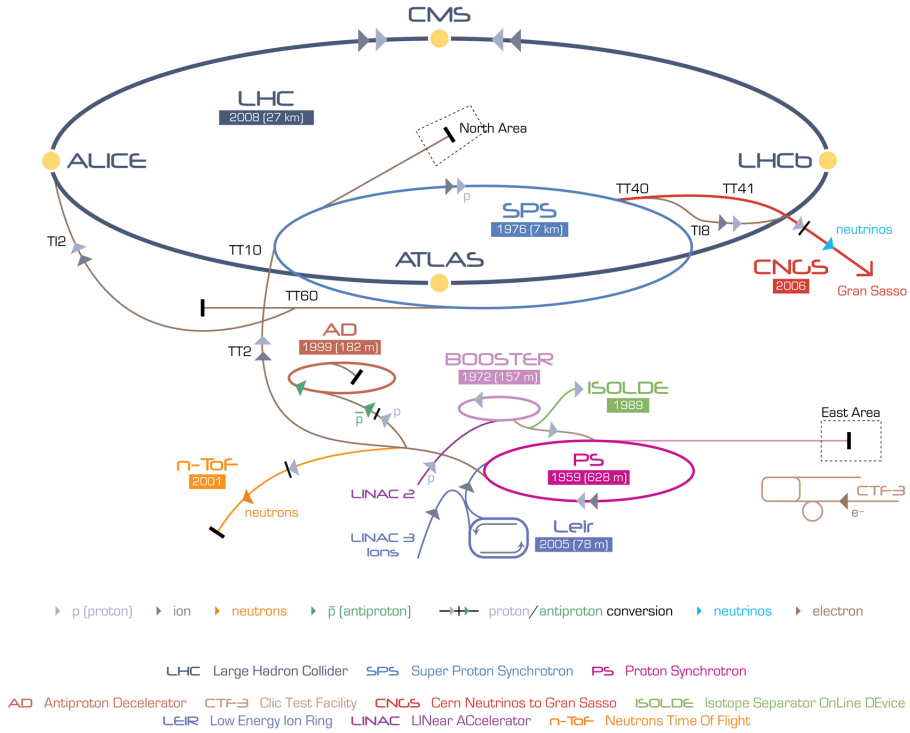 CMS
LHC
2008 (27 km)
North Area
ALICE
LHCb
TT40
TT41
SPS
1976 (7 km)
p
TI8
neutrinos
TI2
TT10
ATLAS
CNGS
2006
Gran Sasso
TT60
AD
1999 (182 m)
TT2
BOOSTER
1972 (157 m)
ISOLDE
1989
p̅
p
East Area
n-ToF
2001
PS
1959 (628 m)
LINAC 2
p
neutrons
CTF-3
e-
LINAC 3
Ions
Leir
2005 (78 m)
p (proton) ion neutrons p̅ (antiproton) proton/antiproton conversion neutrinos electron
LHC Large Hadron Collider SPS Super Proton Synchrotron PS Proton Synchrotron
AD Antiproton Decelerator CTF-3 Clic Test Facility CNGS Cern Neutrinos to Gran Sasso ISOLDE Isotope Separator OnLine DEvice
LEIR Low Energy Ion Ring LINAC LINear ACcelerator n-ToF Neutrons Time Of Flight